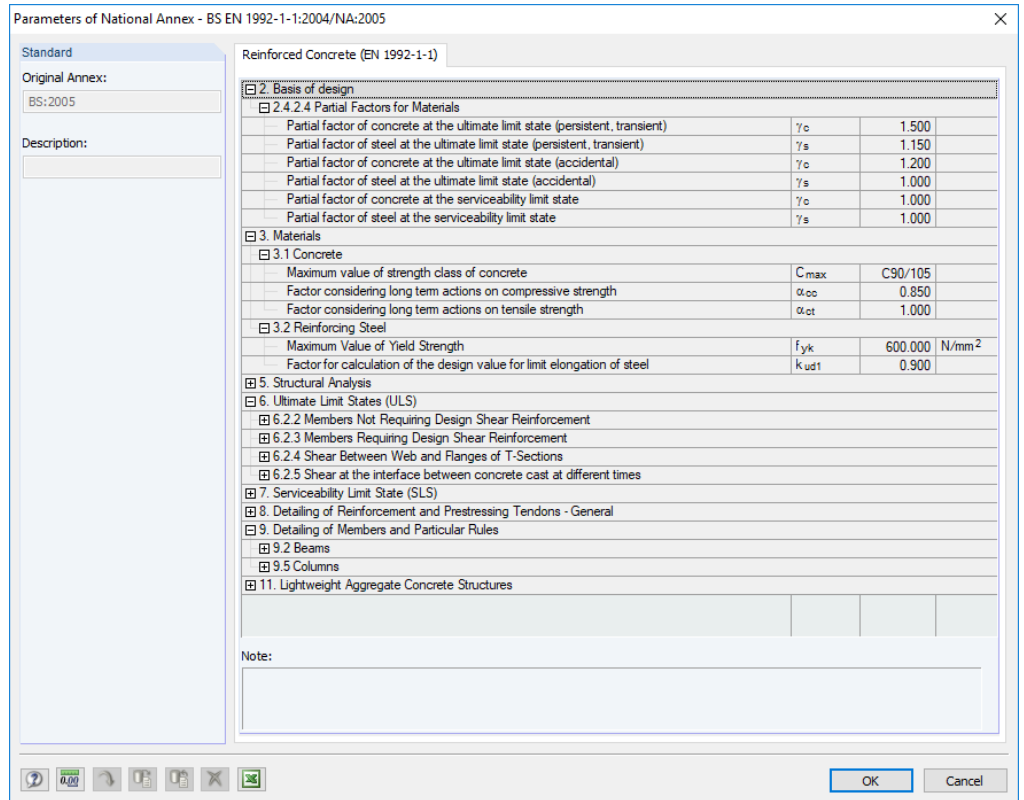 Parameters of National Annex - BS EN 1992-1-1:2004/NA:2005
Standard
Original Annex:
BS:2005
Description:
Reinforced Concrete (EN 1992-1-1)
2. Basis of design
2.4.2.4 Partial Factors for Materials
Partial factor of concrete at the ultimate limit state (persistent, transient) γc 1.500
Partial factor of steel at the ultimate limit state (persistent, transient) γs 1.150
Partial factor of concrete at the ultimate limit state (accidental) γc 1.200
Partial factor of steel at the ultimate limit state (accidental) γs 1.000
Partial factor of concrete at the serviceability limit state γc 1.000
Partial factor of steel at the serviceability limit state γs 1.000
3. Materials
3.1 Concrete
Maximum value of strength class of concrete Cmax C90/105
Factor considering long term actions on compressive strength αcc 0.850
Factor considering long term actions on tensile strength αct 1.000
3.2 Reinforcing Steel
Maximum Value of Yield Strength fyk 600.000 N/mm2
Factor for calculation of the design value for limit elongation of steel kud1 0.900
5. Structural Analysis
6. Ultimate Limit States (ULS)
6.2.2 Members Not Requiring Design Shear Reinforcement
6.2.3 Members Requiring Design Shear Reinforcement
6.2.4 Shear Between Web and Flanges of T-Sections
6.2.5 Shear at the interface between concrete cast at different times
7. Serviceability Limit State (SLS)
8. Detailing of Reinforcement and Prestressing Tendons - General
9. Detailing of Members and Particular Rules
9.2 Beams
9.5 Columns
11. Lightweight Aggregate Concrete Structures
Note:
0.00
OK Cancel